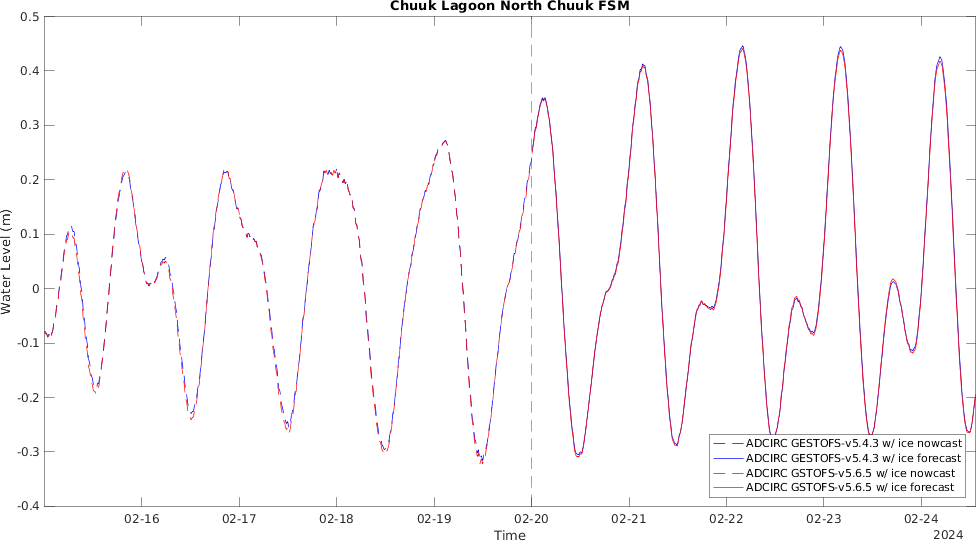 Chuuk Lagoon North Chuuk FSM
0.5
0.4
0.3
0.2
0.1
0
-0.1
-0.2
-0.3
-0.4
Water Level (m)
ADCIRC GESTOFS-v5.4.3 w/ ice nowcast
ADCIRC GESTOFS-v5.4.3 w/ ice forecast
ADCIRC GSTOFS-v5.6.5 w/ ice nowcast
ADCIRC GSTOFS-v5.6.5 w/ ice forecast
02-16 02-17 02-18 02-19 02-20 02-21 02-22 02-23 02-24
Time 2024